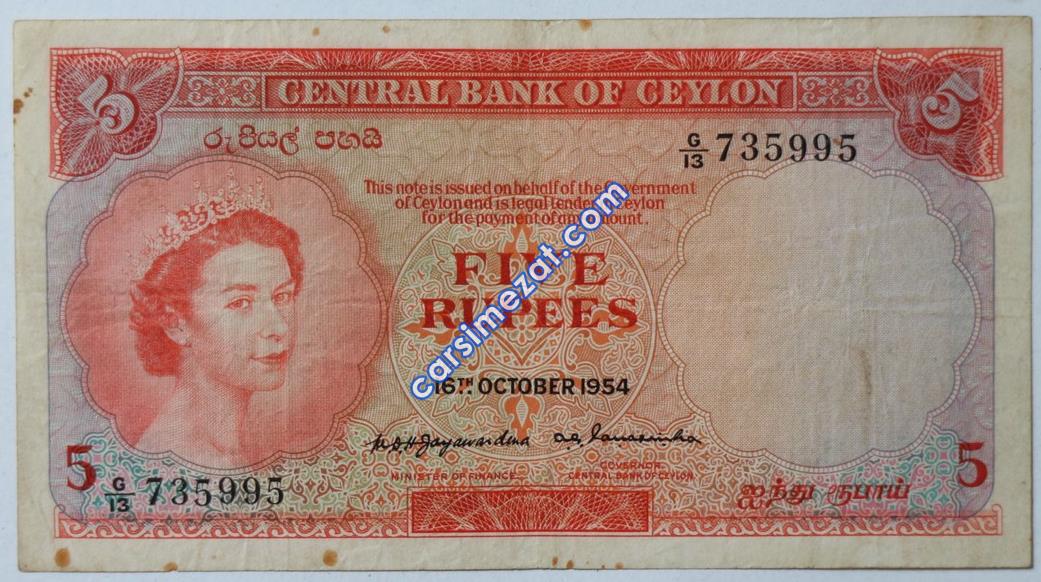 5
CENTRAL BANK OF CEYLON
රුපියල් පහයි
G/13 735995
This note is issued on behalf of the Government
of Ceylon and is legal tender in Ceylon
for the payment of any amount.
FIVE
RUPEES
carsimezat.com
16TH OCTOBER 1954
MINISTER OF FINANCE
GOVERNOR
CENTRAL BANK OF CEYLON
5
5
G/13 735995
ஐந்து ரூபாய்